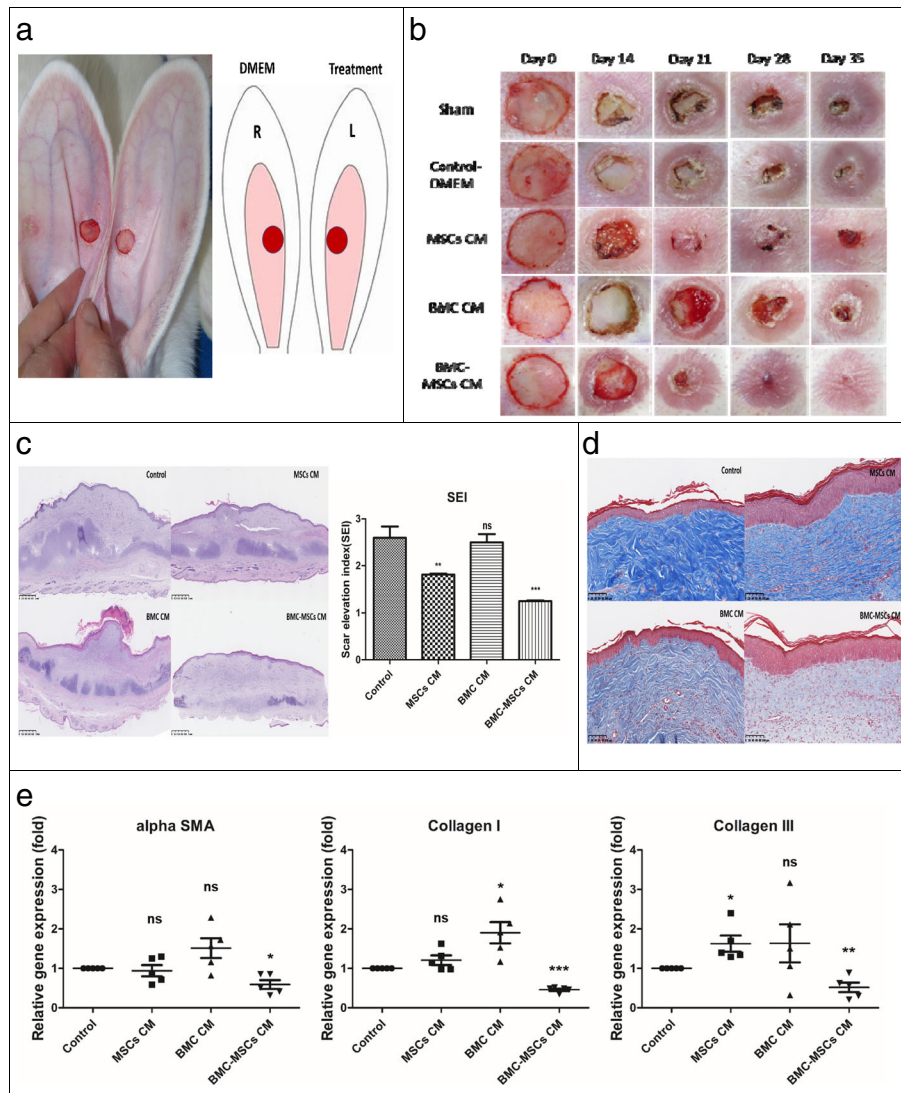 a
DMEM
Treatment
R
L
b
Day 0
Day 14
Day 21
Day 28
Day 35
Sham
Control-
DMEM
MSCs CM
BMC CM
BMC-
MSCs CM
c
Control
MSCs CM
BMC CM
BMC-MSCs CM
SEI
Scar elevation index(SEI)
3
2
1
0
**
ns
***
Control
MSCs CM
BMC CM
BMC-MSCs CM
d
Control
MSCs CM
BMC CM
BMC-MSCs CM
e
alpha SMA
Relative gene expression (fold)
4
3
2
1
0
ns
ns
*
Control
MSCs CM
BMC CM
BMC-MSCs CM
Collagen I
Relative gene expression (fold)
4
3
2
1
0
ns
*
***
Control
MSCs CM
BMC CM
BMC-MSCs CM
Collagen III
Relative gene expression (fold)
4
3
2
1
0
*
ns
**
Control
MSCs CM
BMC CM
BMC-MSCs CM